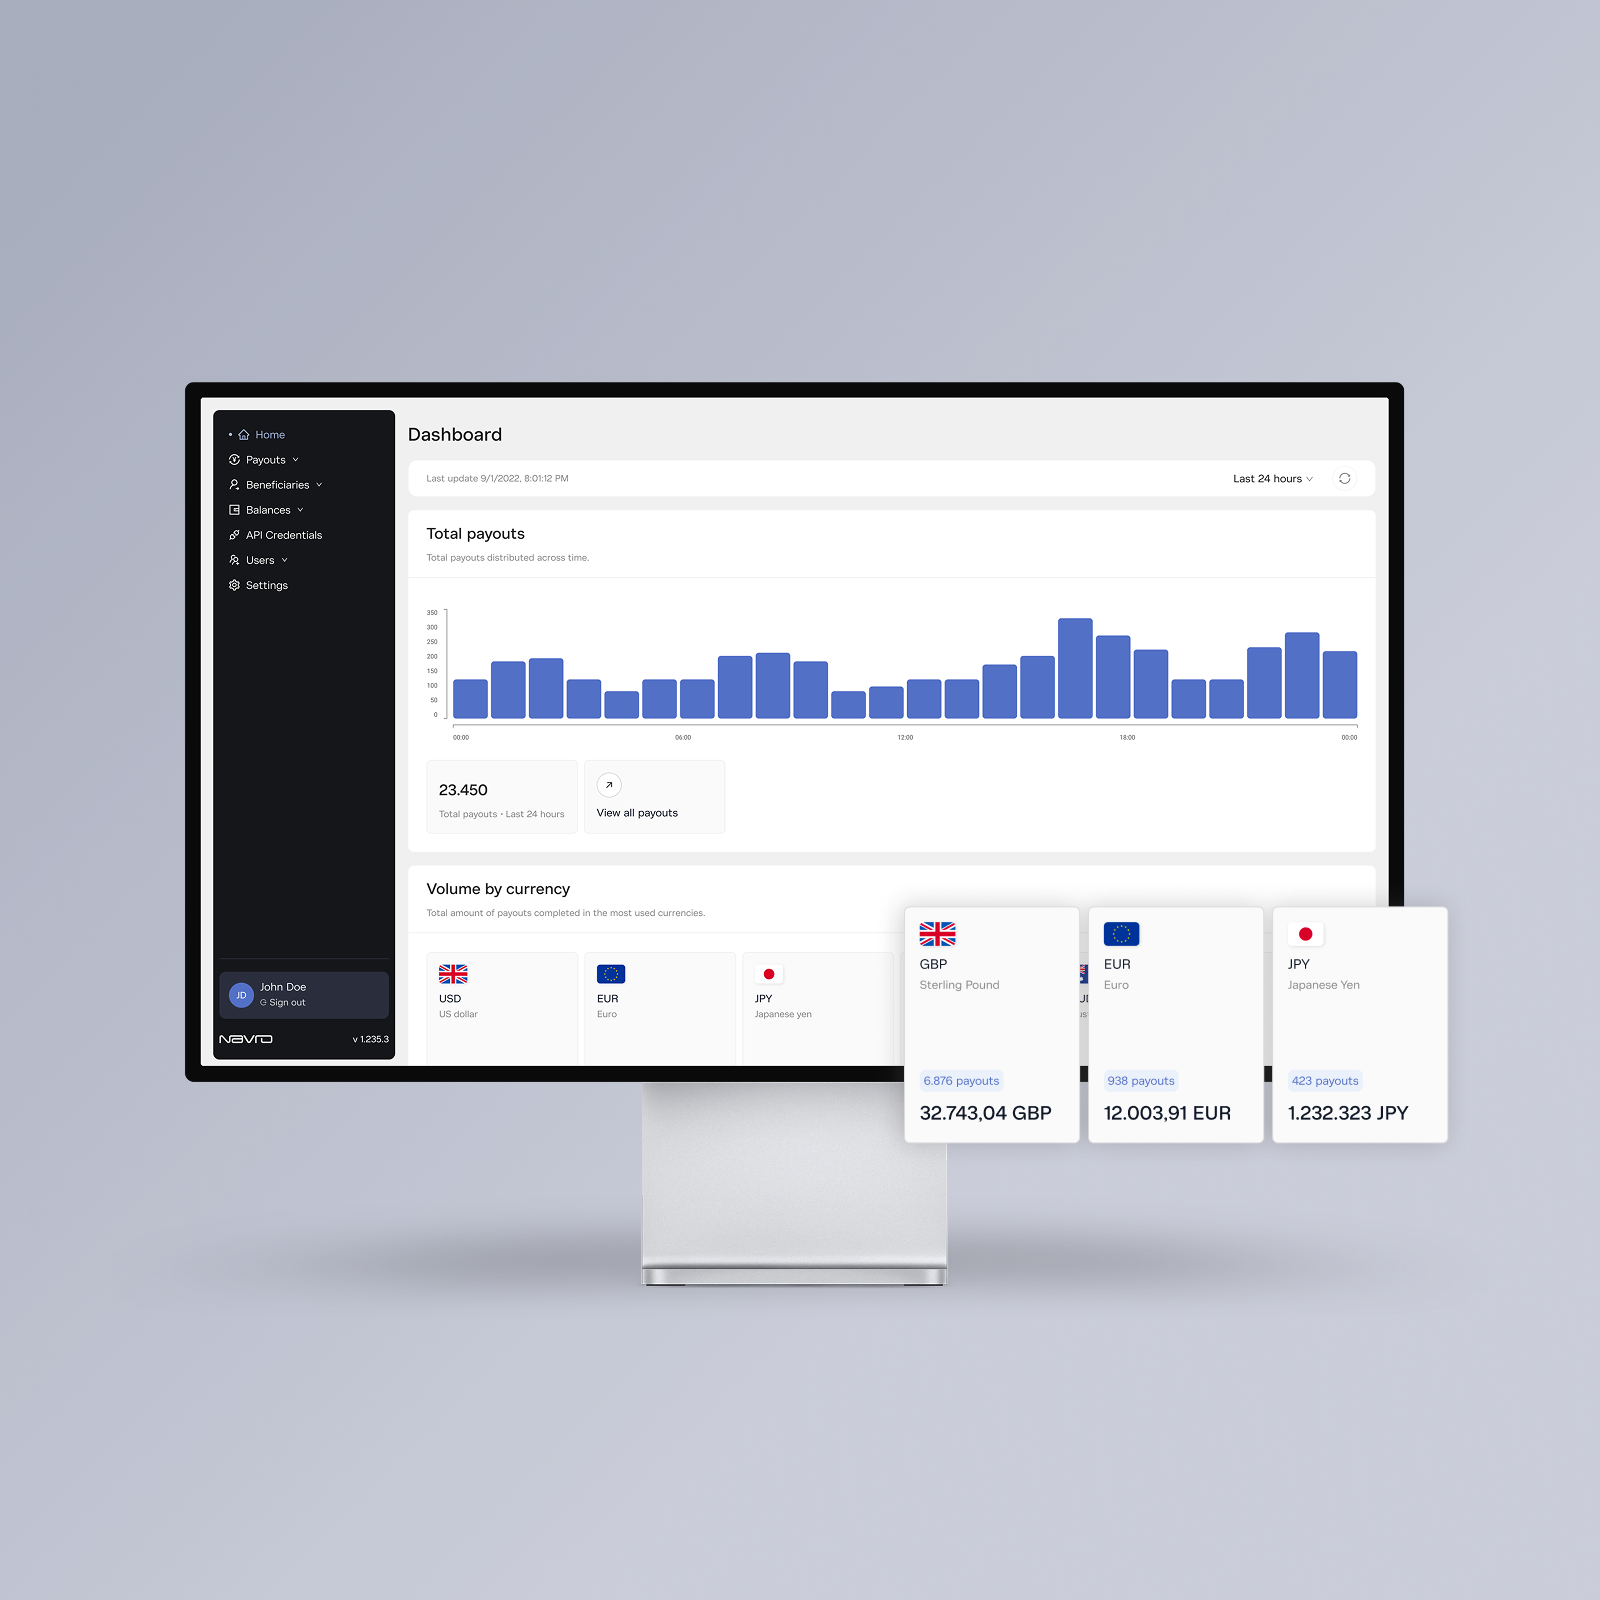 Home
Payouts
Beneficiaries
Balances
API Credentials
Users
Settings
JD
John Doe
Sign out
Navro
v 1.235.3
Dashboard
Last update 9/1/2022, 8:01:12 PM
Last 24 hours
Total payouts
Total payouts distributed across time.
350
300
250
200
150
100
50
0
00:00
06:00
12:00
18:00
00:00
23.450
Total payouts • Last 24 hours
View all payouts
Volume by currency
Total amount of payouts completed in the most used currencies.
USD
US dollar
EUR
Euro
JPY
Japanese yen
GBP
Sterling Pound
6.876 payouts
32.743,04 GBP
EUR
Euro
938 payouts
12.003,91 EUR
JPY
Japanese Yen
423 payouts
1.232.323 JPY